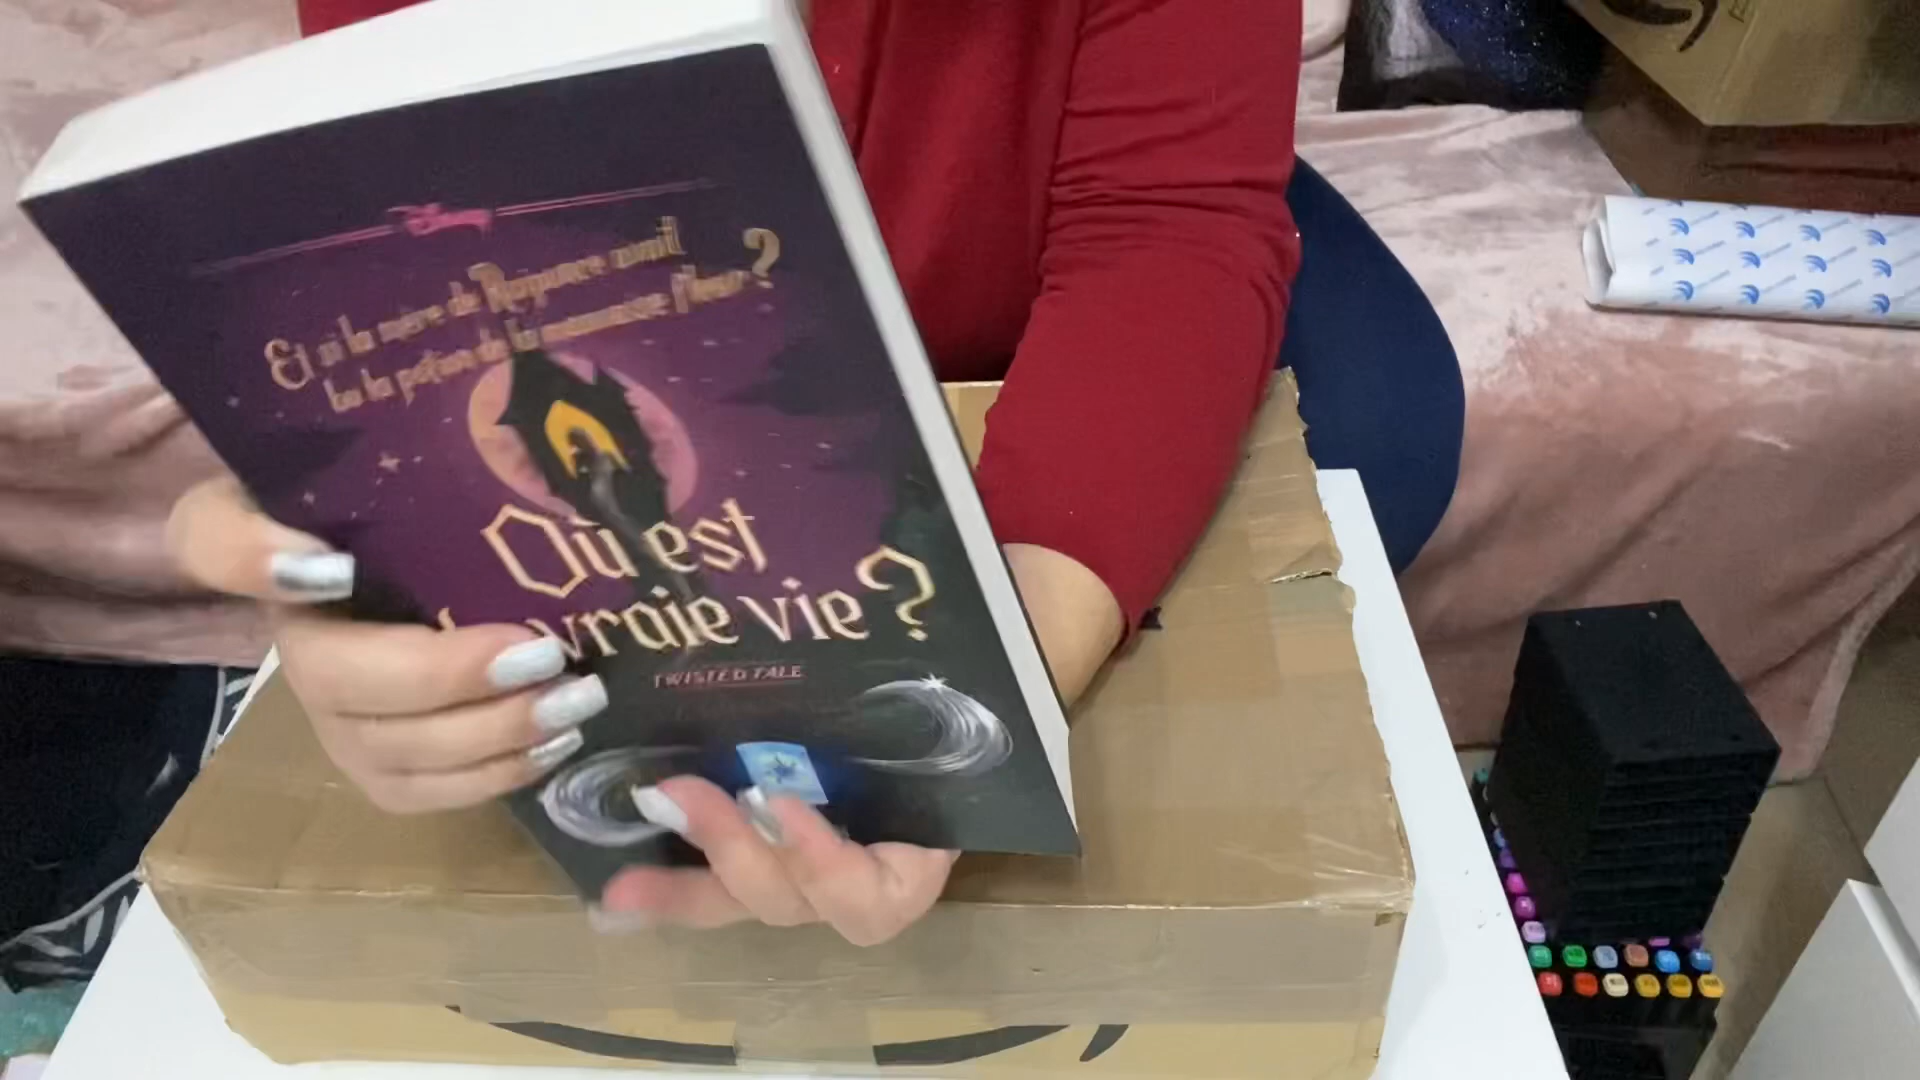 Disney
Et si la mère de Raiponce avait
bu la potion de la mauvaise fleur ?
Où est
la vraie vie ?
TWISTED TALE